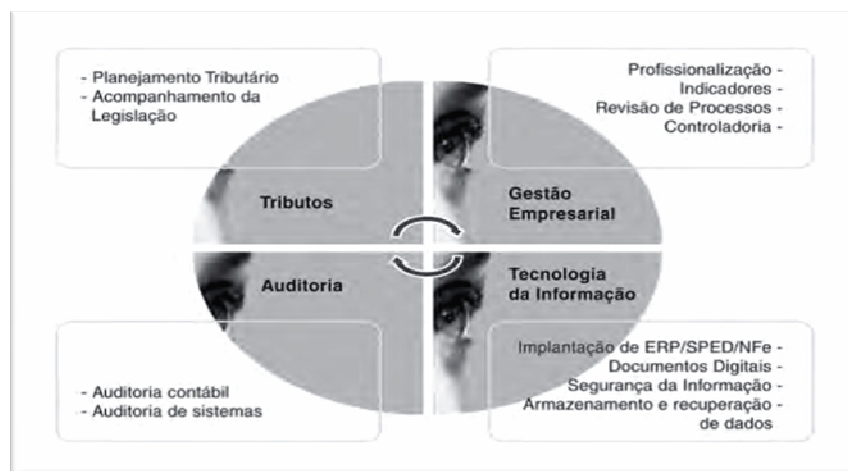 - Planejamento Tributário
- Acompanhamento da
Legislação
Tributos
Profissionalização -
Indicadores -
Revisão de Processos -
Controladoria -
Gestão
Empresarial
Auditoria
- Auditoria contábil
- Auditoria de sistemas
Tecnologia
da Informação
Implantação de ERP/SPED/NFe -
Documentos Digitais -
Segurança da Informação -
Armazenamento e recuperação -
de dados